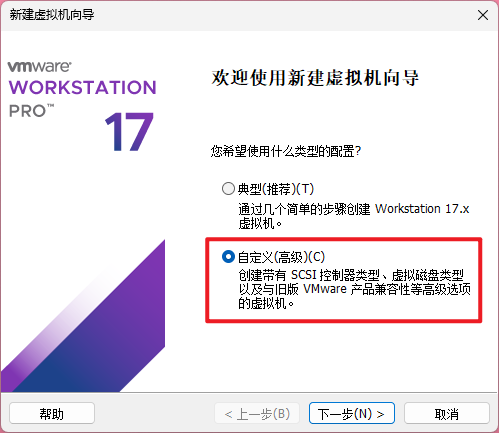 新建虚拟机向导
vmware
WORKSTATION
PRO™
17
欢迎使用新建虚拟机向导
您希望使用什么类型的配置?
典型(推荐)(T)
通过几个简单的步骤创建 Workstation 17.x
虚拟机。
自定义(高级)(C)
创建带有 SCSI 控制器类型、虚拟磁盘类型
以及与旧版 VMware 产品兼容性等高级选项
的虚拟机。
帮助
< 上一步(B)
下一步(N) >
取消